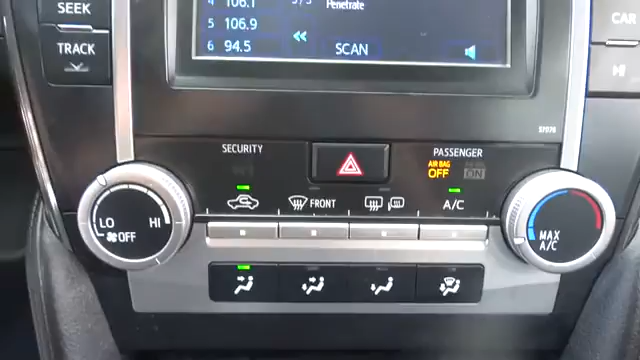 SEEK
4 106.1
Penetrate
5 106.9
6 94.5
SCAN
CAR
TRACK
57078
SECURITY
PASSENGER
AIR BAG
OFF
ON
FRONT
A/C
LO
HI
OFF
MAX
A/C